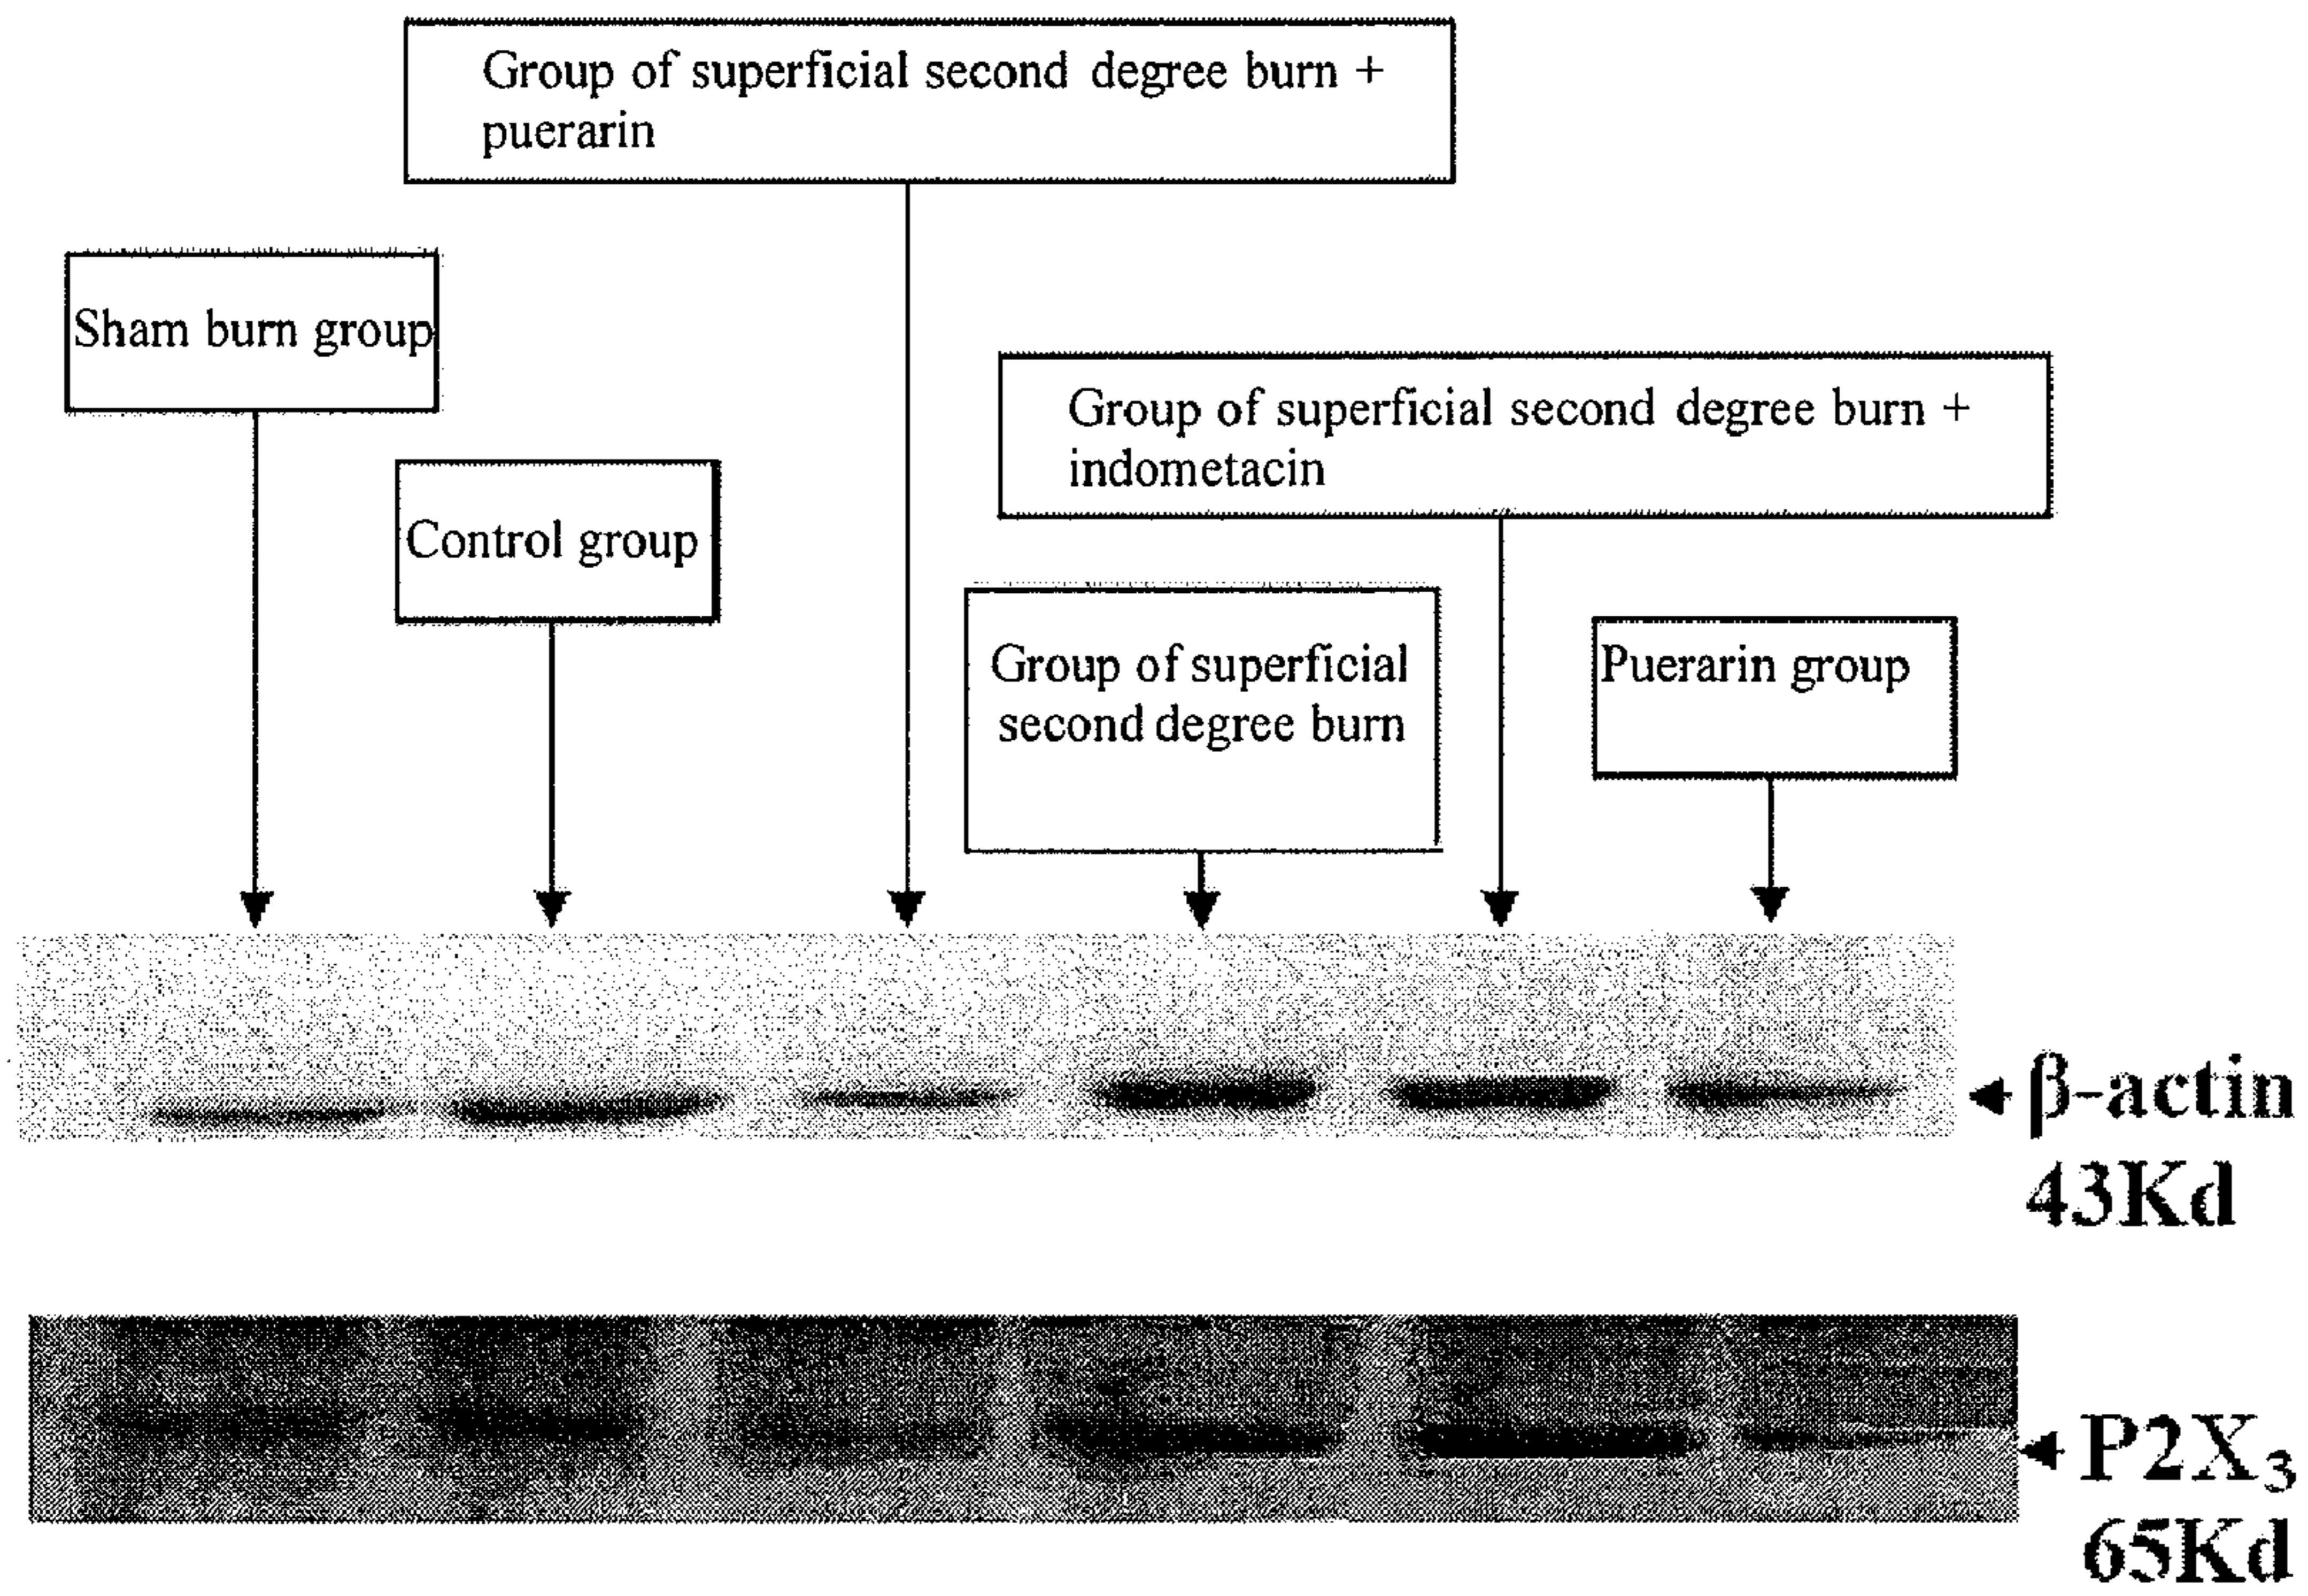 Group of superficial second degree burn +
puerarin
Sham burn group
Group of superficial second degree burn +
indometacin
Control group
Group of superficial
second degree burn
Puerarin group
β-actin
43Kd
P2X₃
65Kd